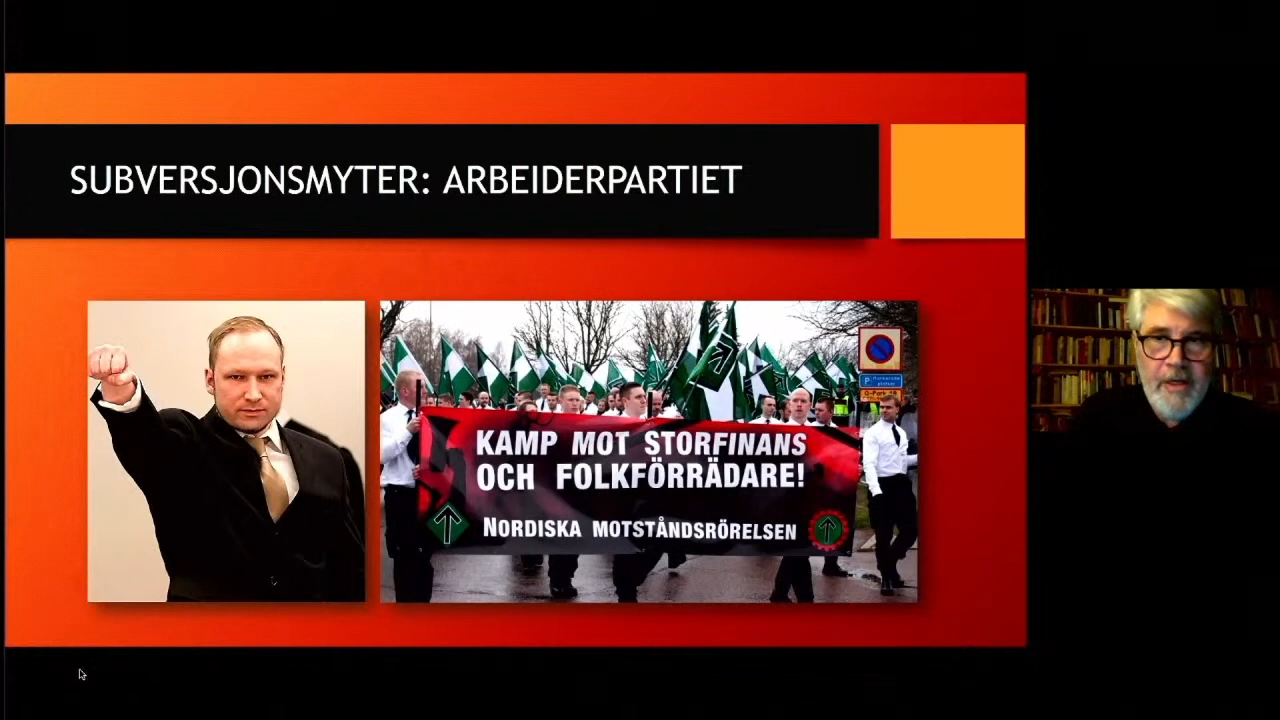 SUBVERSJONSMYTER: ARBEIDERPARTIET
KAMP MOT STORFINANS
OCH FOLKFÖRRÄDARE!
NORDISKA MOTSTÅNDSRÖRELSEN
P